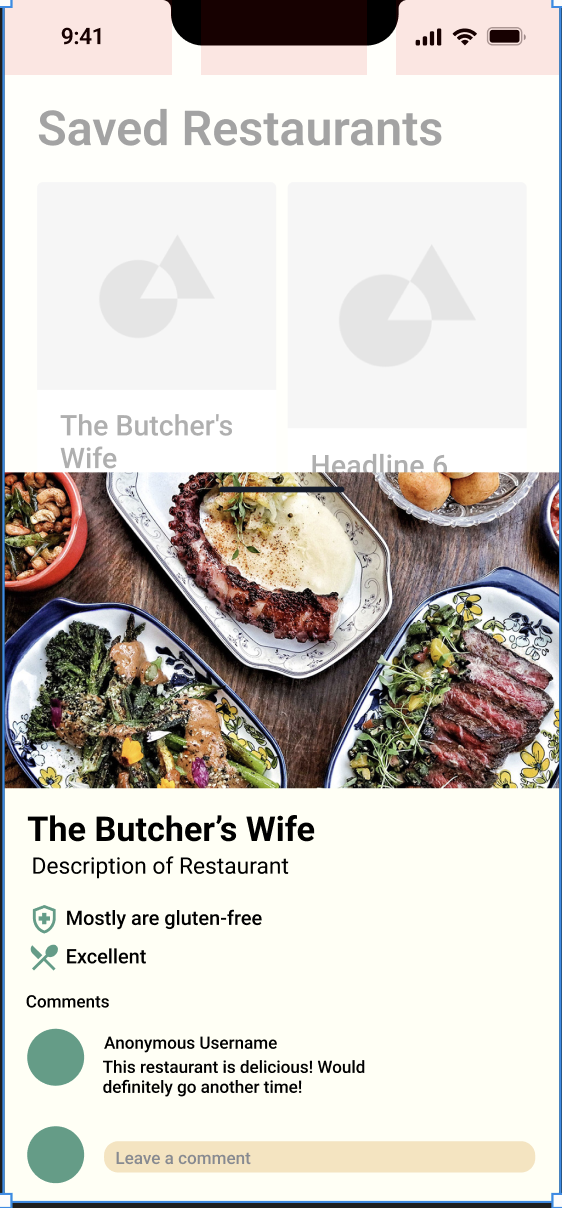 9:41
Saved Restaurants
The Butcher's
Wife
Headline 6
The Butcher’s Wife
Description of Restaurant
Mostly are gluten-free
Excellent
Comments
Anonymous Username
This restaurant is delicious! Would
definitely go another time!
Leave a comment